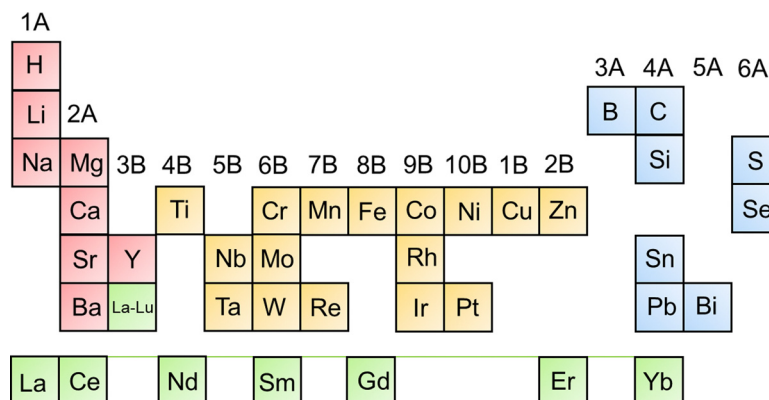 1A
H 3A 4A 5A 6A
Li 2A B C
Na Mg 3B 4B 5B 6B 7B 8B 9B 10B 1B 2B Si S
Ca Ti Cr Mn Fe Co Ni Cu Zn Se
Sr Y Nb Mo Rh Sn
Ba La-Lu Ta W Re Ir Pt Pb Bi
La Ce Nd Sm Gd Er Yb